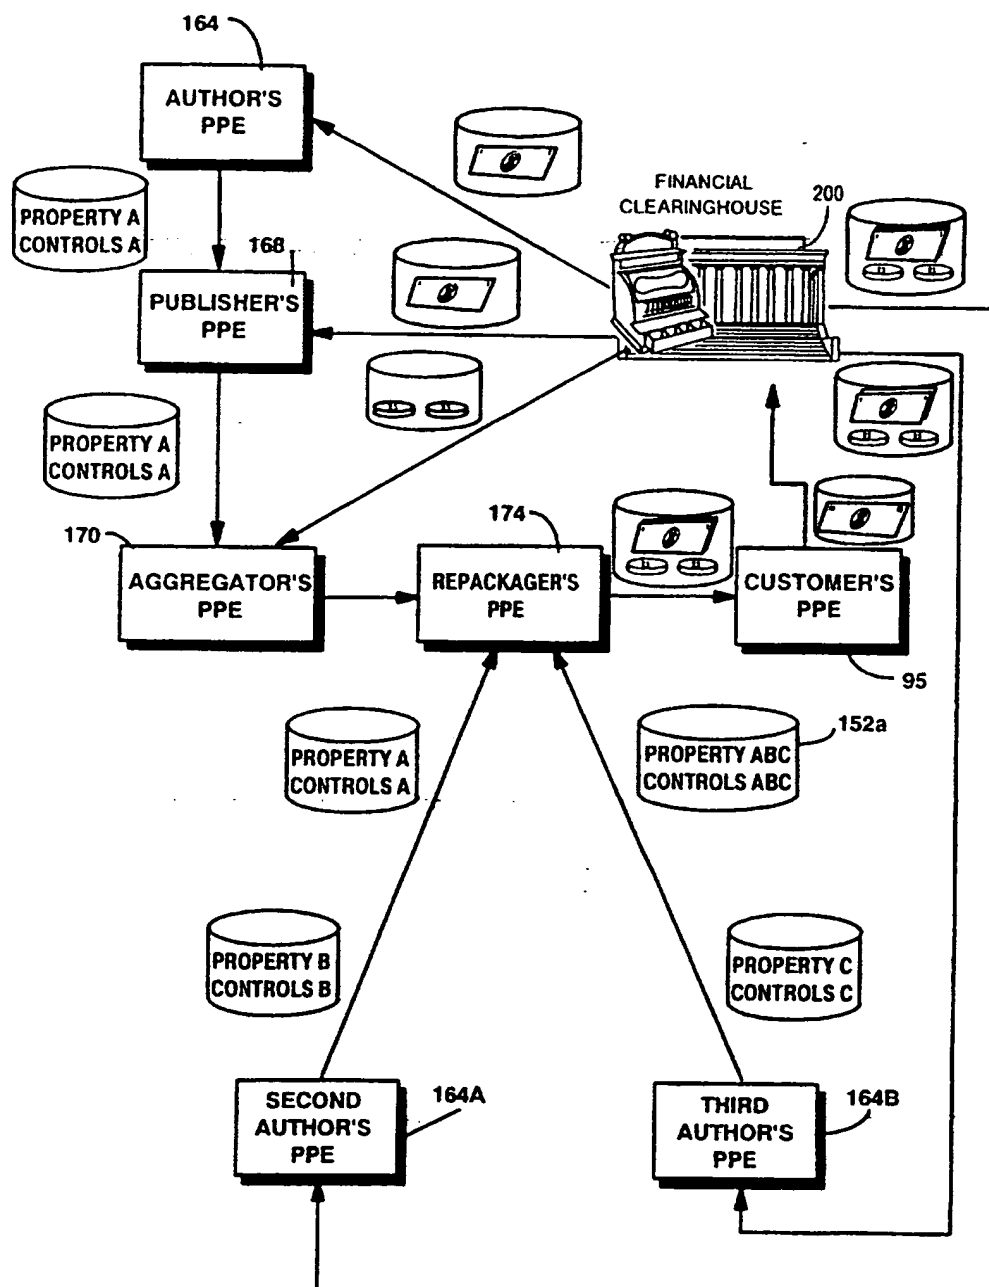 164
AUTHOR'S
PPE
PROPERTY A
CONTROLS A
FINANCIAL
CLEARINGHOUSE
200
168
PUBLISHER'S
PPE
PROPERTY A
CONTROLS A
170
AGGREGATOR'S
PPE
174
REPACKAGER'S
PPE
CUSTOMER'S
PPE
95
PROPERTY A
CONTROLS A
PROPERTY ABC
CONTROLS ABC
152a
PROPERTY B
CONTROLS B
PROPERTY C
CONTROLS C
SECOND
AUTHOR'S
PPE
164A
THIRD
AUTHOR'S
PPE
164B